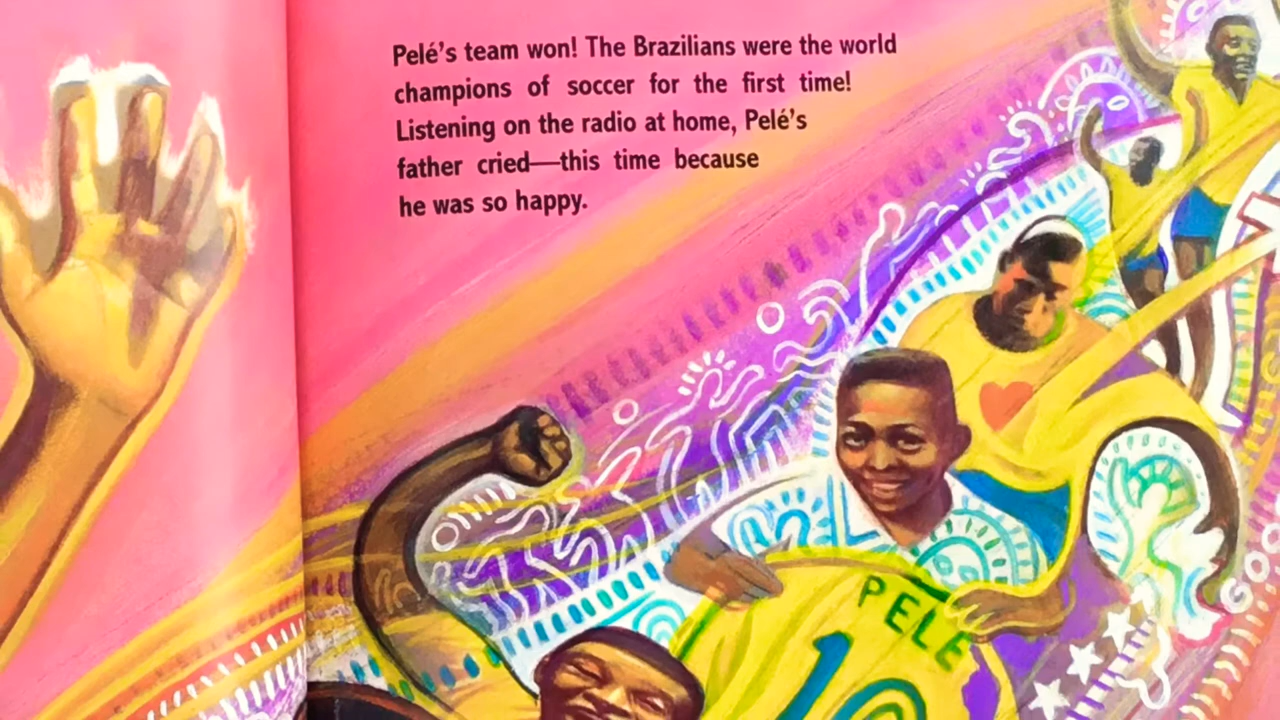 Pelé's team won! The Brazilians were the world
champions of soccer for the first time!
Listening on the radio at home, Pelé's
father cried—this time because
he was so happy.
PELÉ
10